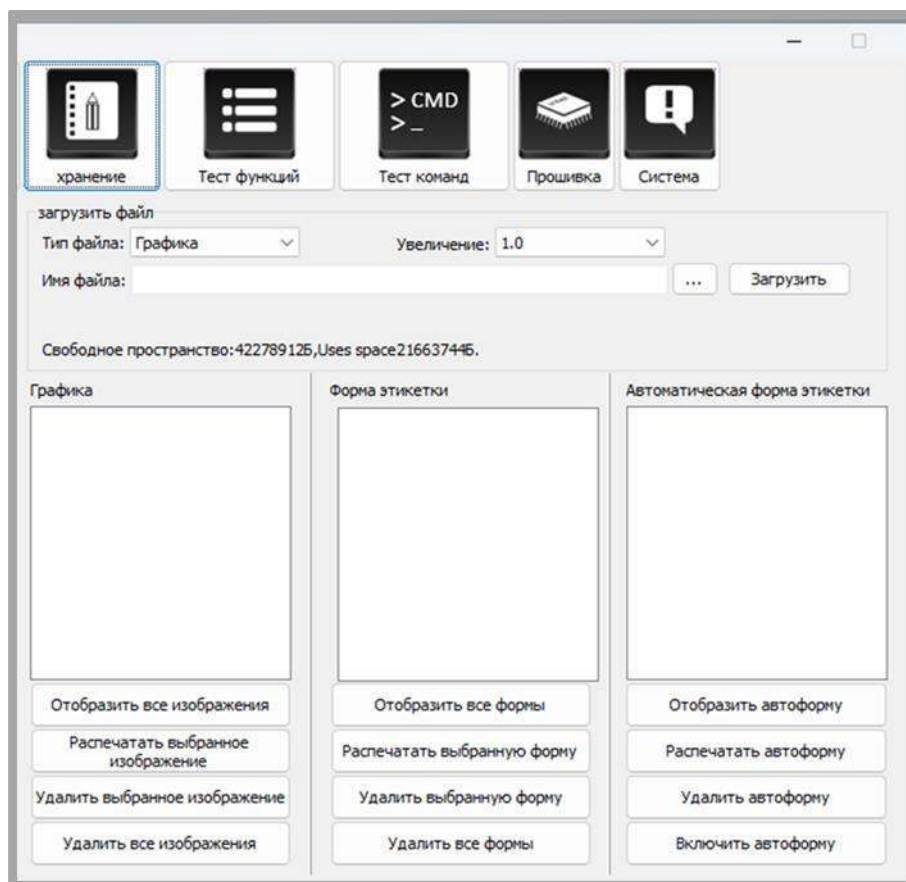 > CMD
> _
хранение
Тест функций
Тест команд
Прошивка
Система
загрузить файл
Тип файла: Графика
Увеличение: 1.0
Имя файла:
...
Загрузить
Свободное пространство:42278912Б,Uses space21663744Б.
Графика
Форма этикетки
Автоматическая форма этикетки
Отобразить все изображения
Отобразить все формы
Отобразить автоформу
Распечатать выбранное
изображение
Распечатать выбранную форму
Распечатать автоформу
Удалить выбранное изображение
Удалить выбранную форму
Удалить автоформу
Удалить все изображения
Удалить все формы
Включить автоформу